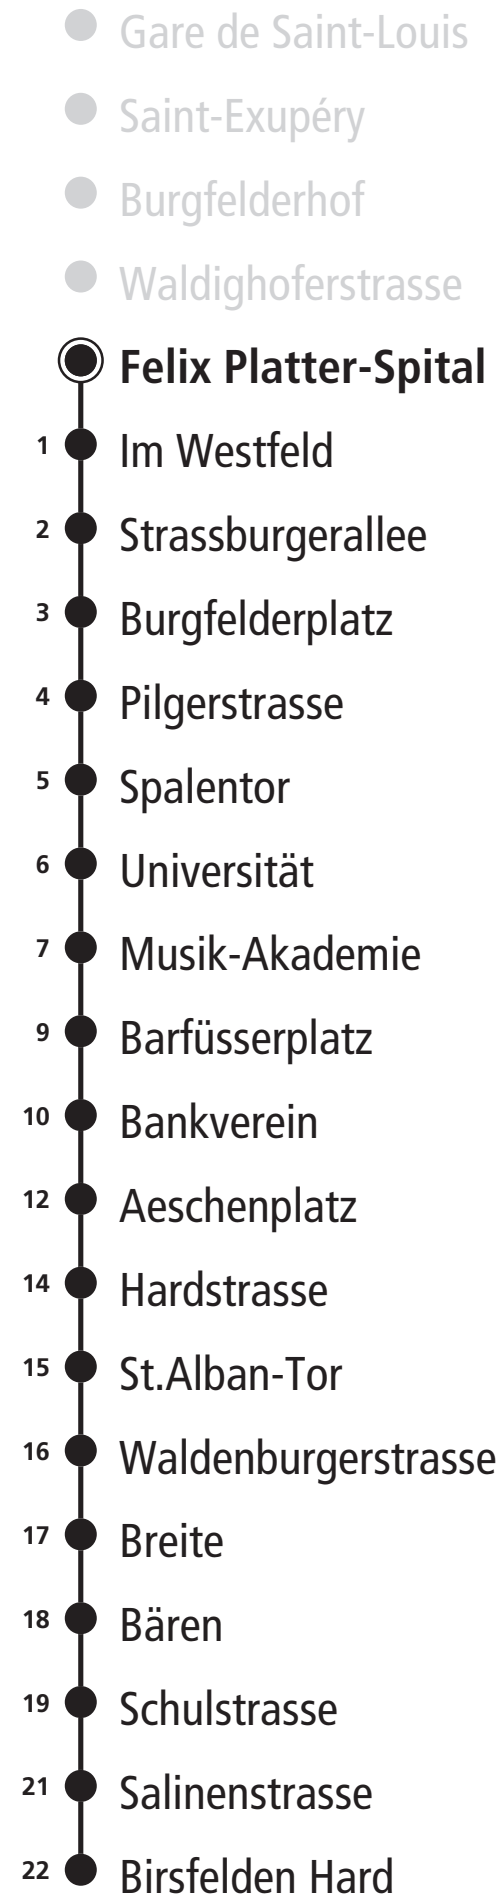 Gare de Saint-Louis
Saint-Exupéry
Burgfelderhof
Waldighoferstrasse
Felix Platter-Spital
1 Im Westfeld
2 Strassburgerallee
3 Burgfelderplatz
4 Pilgerstrasse
5 Spalentor
6 Universität
7 Musik-Akademie
9 Barfüsserplatz
10 Bankverein
12 Aeschenplatz
14 Hardstrasse
15 St.Alban-Tor
16 Waldenburgerstrasse
17 Breite
18 Bären
19 Schulstrasse
21 Salinenstrasse
22 Birsfelden Hard